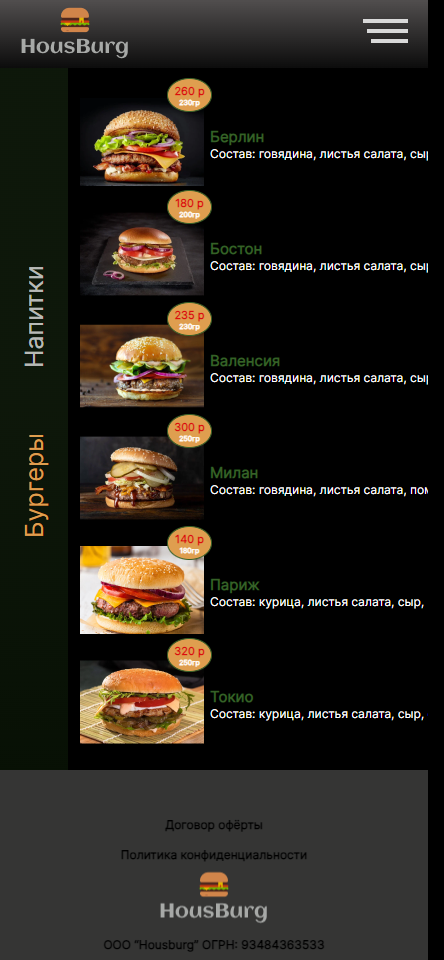 HousBurg
260 р
230гр
Берлин
Состав: говядина, листья салата, сыр
180 р
200гр
Бостон
Состав: говядина, листья салата, сыр
235 р
230гр
Валенсия
Состав: говядина, листья салата, сыр
300 р
250гр
Милан
Состав: говядина, листья салата, пом
140 р
180гр
Париж
Состав: курица, листья салата, сыр,
320 р
250гр
Токио
Состав: курица, листья салата, сыр,
Напитки
Бургеры
Договор офёрты
Политика конфиденциальности
HousBurg
ООО "Housburg" ОГРН: 93484363533